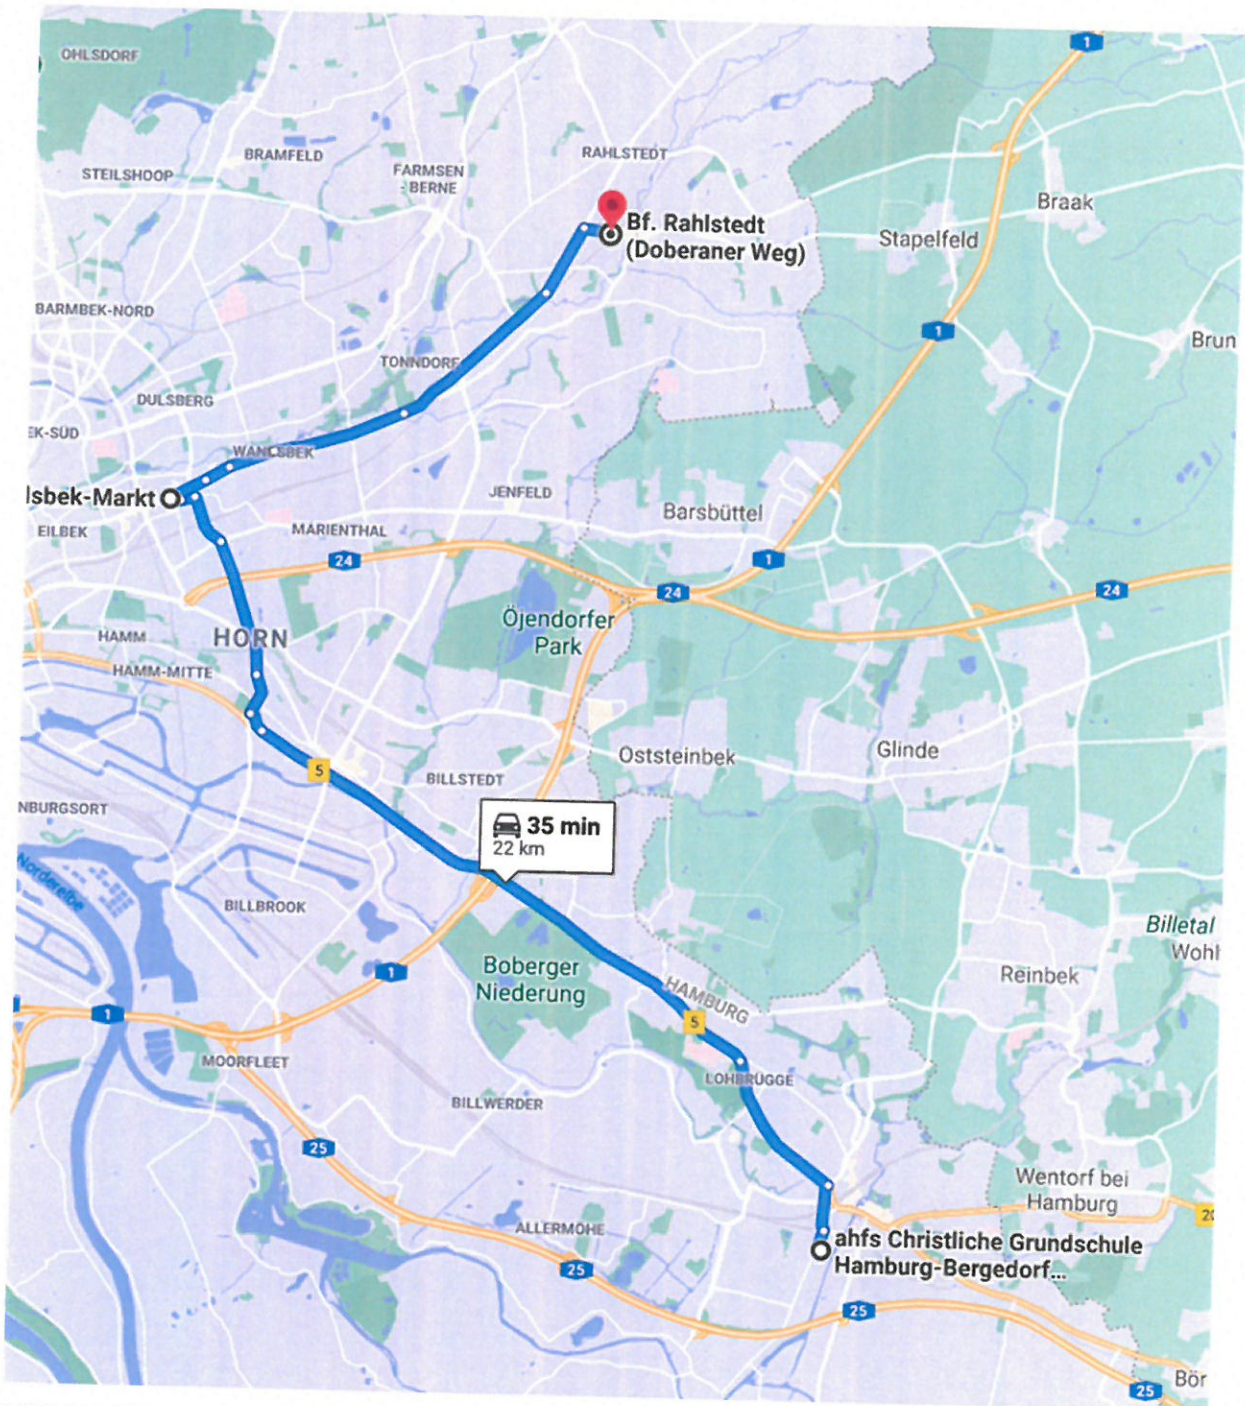 1
OHLSDORF
BRAMFELD
RAHLSTEDT
STEILSHOOP
FARMSEN
- BERNE
Braak
Bf. Rahlstedt
(Doberaner Weg)
Stapelfeld
BARMBEK-NORD
1
Brun
TONNDORF
DULSBERG
EK-SÜD
WANDSBEK
lsbek-Markt
JENFELD
Barsbüttel
EILBEK
MARIENTHAL
24
1
24
24
Öjendorfer
Park
HAMM
HORN
HAMM-MITTE
Oststeinbek
Glinde
5
BILLSTEDT
NBURGSORT
35 min
22 km
Norderelbe
BILLBROOK
Billetal
Wohl
Boberger
Niederung
1
Reinbek
HAMBURG
1
5
MOORFLEET
LOHBRÜGGE
BILLWERDER
25
Wentorf bei
Hamburg
20
ALLERMÖHE
ahfs Christliche Grundschule
Hamburg-Bergedorf...
25
25
Bör
25